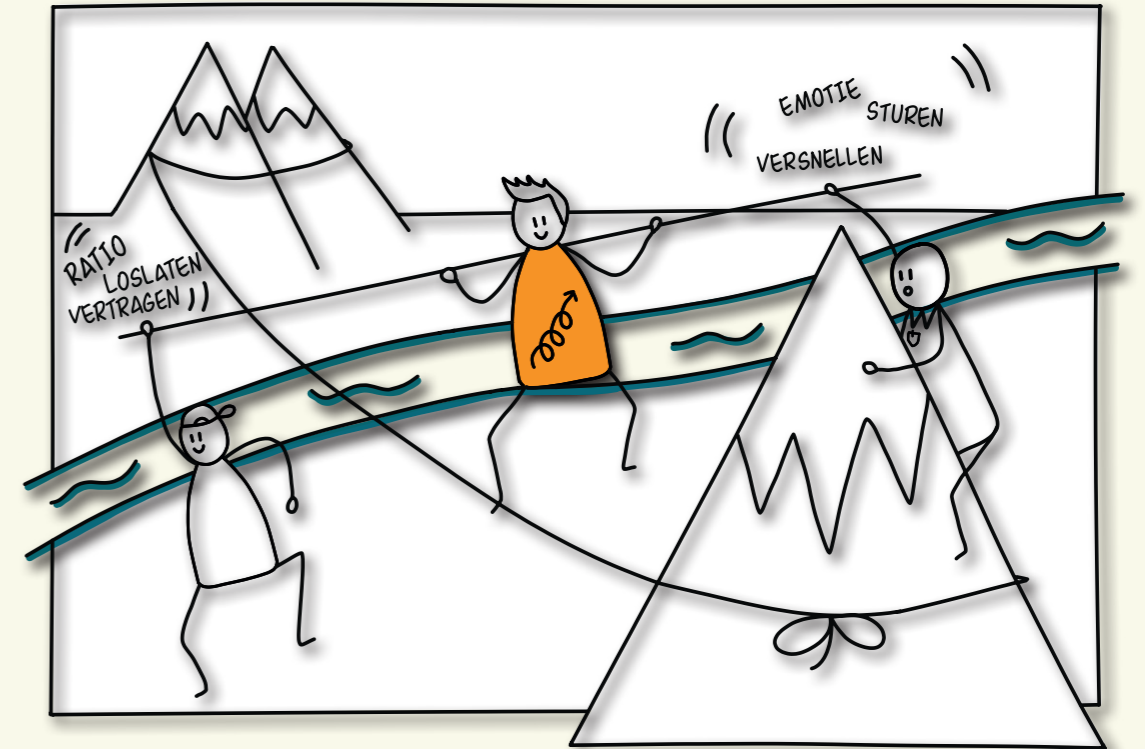 RATIO
LOSLATEN
VERTRAGEN
EMOTIE
STUREN
VERSNELLEN